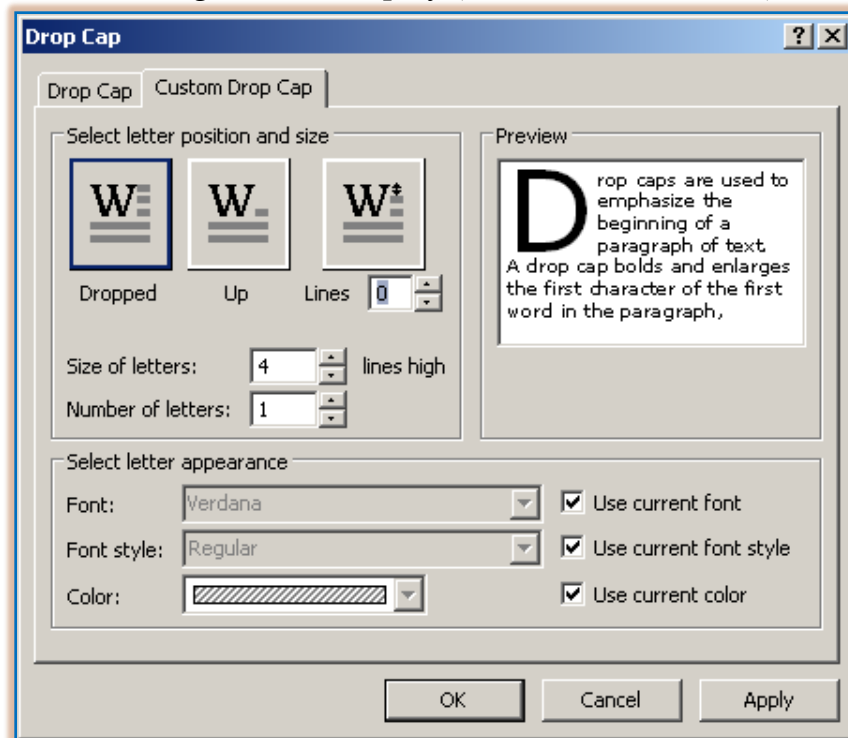 Drop Cap
Drop Cap
Custom Drop Cap
Select letter position and size
W
W
W
Dropped
Up
Lines
0
Size of letters:
4
lines high
Number of letters:
1
Preview
Drop caps are used to
emphasize the
beginning of a
paragraph of text.
A drop cap bolds and enlarges
the first character of the first
word in the paragraph,
Select letter appearance
Font:
Verdana
Use current font
Font style:
Regular
Use current font style
Color:
Use current color
OK
Cancel
Apply